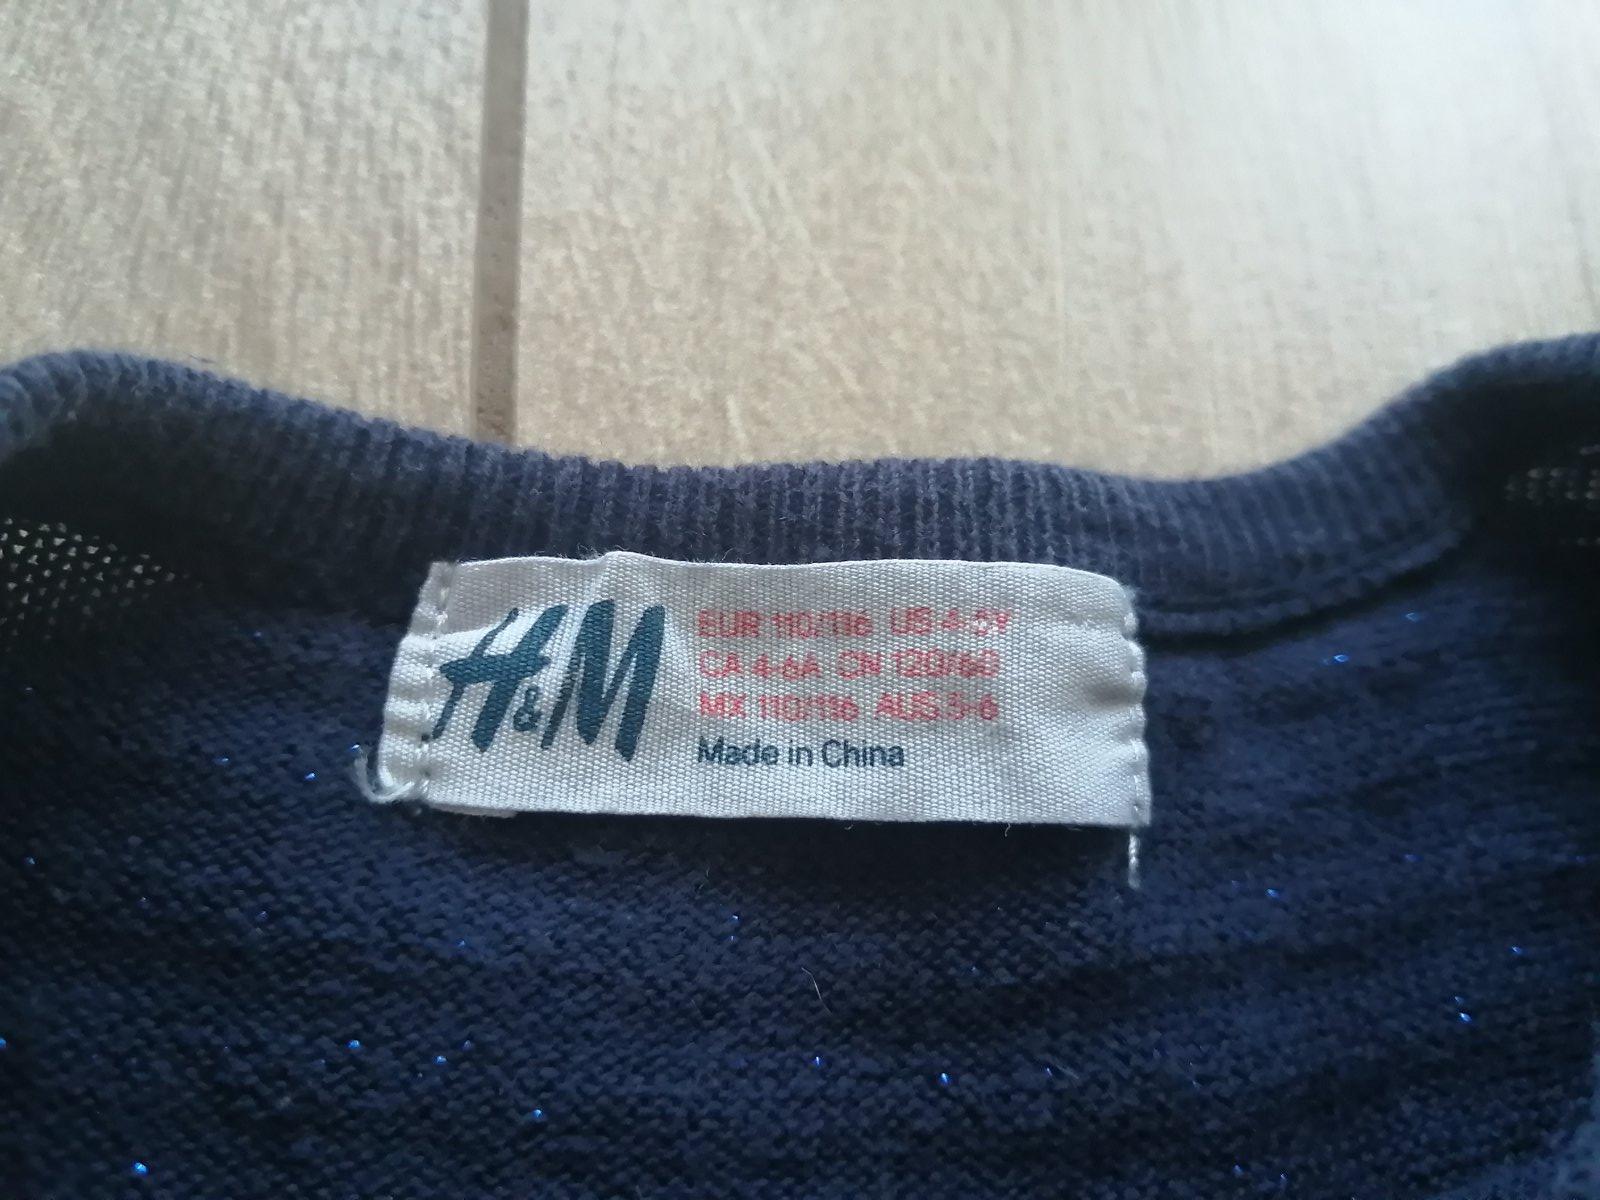 H&M
EUR 110/116 US 4-6Y
CA 4-6A CN 120/60
MX 110/116 AUS 5-6
Made in China